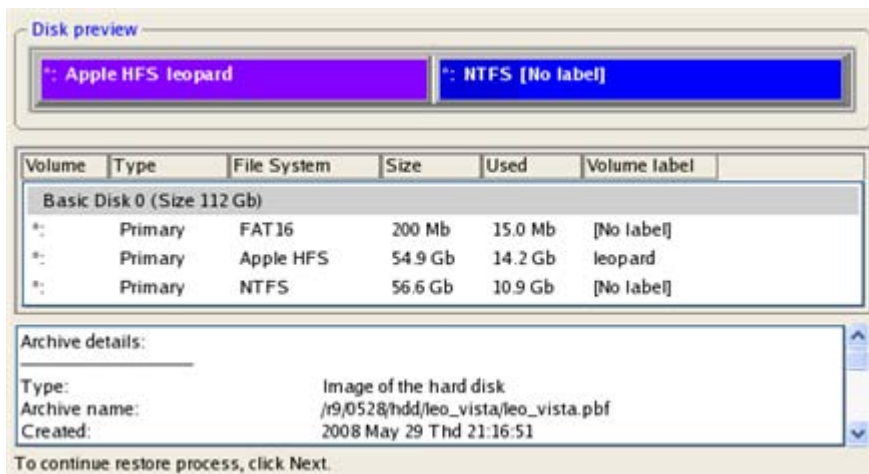 Disk preview
*: Apple HFS leopard
*: NTFS [No label]
Volume Type File System Size Used Volume label
Basic Disk 0 (Size 112 Gb)
*: Primary FAT16 200 Mb 15.0 Mb [No label]
*: Primary Apple HFS 54.9 Gb 14.2 Gb leopard
*: Primary NTFS 56.6 Gb 10.9 Gb [No label]
Archive details:
Type: Image of the hard disk
Archive name: /r9/0528/hdd/leo_vista/leo_vista.pbf
Created: 2008 May 29 Thd 21:16:51
To continue restore process, click Next.